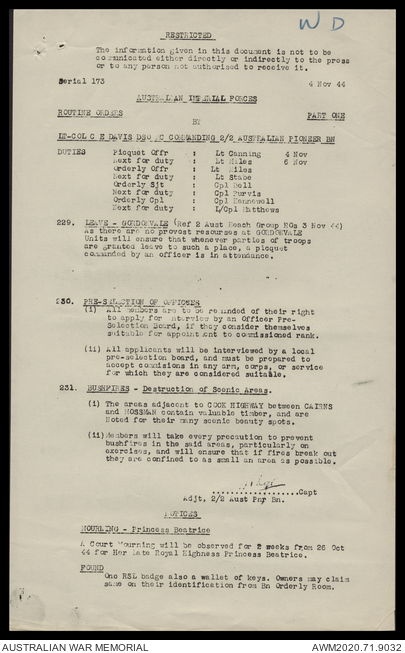 WD
RESTRICTED
The information given in this document is not to be
communicated either directly or indirectly to the press
or to any person not authorised to receive it.
Serial 173
4 Nov 44
AUSTRALIAN IMPERIAL FORCES
ROUTINE ORDERS
PART ONE
BY
LT-COL C E DAVIS DSO MC COMMANDING 2/2 AUSTRALIAN PIONEER BN
DUTIES Picquet Offr : Lt Canning 4 Nov
Next for duty : Lt Miles 6 Nov
Orderly Offr : Lt Miles
Next for duty : Lt Stabe
Orderly Sjt : Cpl Bell
Next for duty : Cpl Purvis
Orderly Cpl : Cpl Hannewell
Next for duty : L/Cpl Matthews
229. LEAVE - GORDONVALE (Ref 2 Aust Beach Group ROs 3 Nov 44)
As there are no provost resourses at GORDONVALE
Units will ensure that whenever parties of troops
are granted leave to such a place, a picquet
commanded by an officer is in attendance.
230. PRE-SELECTION OF OFFICERS
(i) All members are to be reminded of their right
to apply for interview by an Officer Pre-
Selection Board, if they consider themselves
suitable for appointment to commissioned rank.
(ii) All applicants will be interviewed by a local
pre-selection board, and must be prepared to
accept commissions in any arm, corps, or service
for which they are considered suitable.
231. BUSHFIRES - Destruction of Scenic Areas.
(i) The areas adjacent to COOK HIGHWAY between CAIRNS
and MOSSMAN contain valuable timber, and are
noted for their many scenic beauty spots.
(ii) Members will take every precaution to prevent
bushfires in the said areas, particularly on
exercises, and will ensure that if fires break out
they are confined to as small an area as possible.
...................Capt
Adjt, 2/2 Aust Pnr Bn.
NOTICES
MOURNING - Princess Beatrice
A Court Mourning will be observed for 2 weeks from 26 Oct
44 for Her late Royal Highness Princess Beatrice.
FOUND
One RSL badge also a wallet of keys. Owners may claim
same on their identification from Bn Orderly Room.
AUSTRALIAN WAR MEMORIAL
AWM2020.71.9032